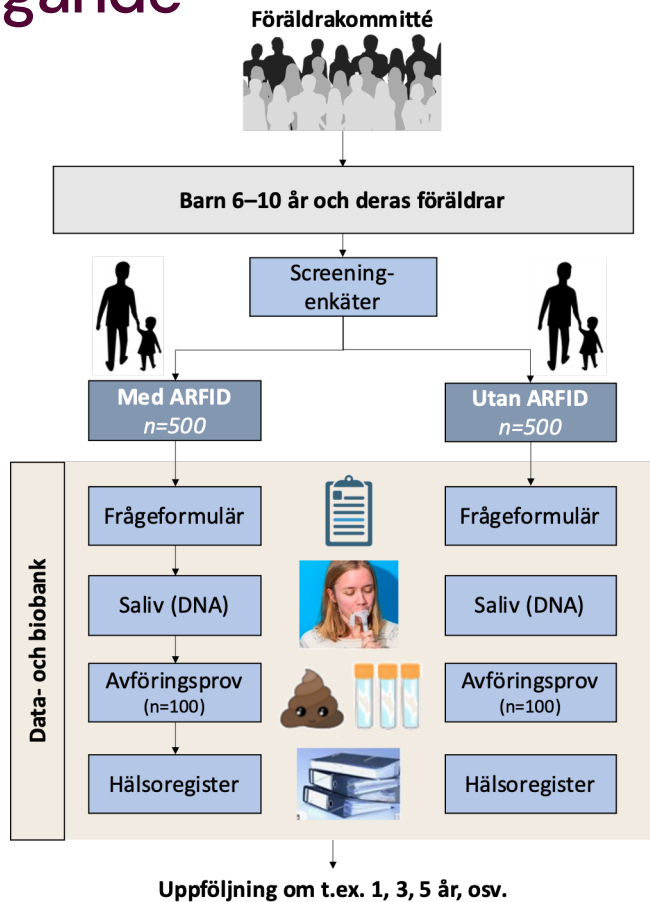 gående
Föräldrakommitté
Barn 6–10 år och deras föräldrar
Screening-
enkäter
Med ARFID
n=500
Utan ARFID
n=500
Data- och biobank
Frågeformulär
Frågeformulär
Saliv (DNA)
Saliv (DNA)
Avföringsprov
(n=100)
Avföringsprov
(n=100)
Hälsoregister
Hälsoregister
Uppföljning om t.ex. 1, 3, 5 år, osv.